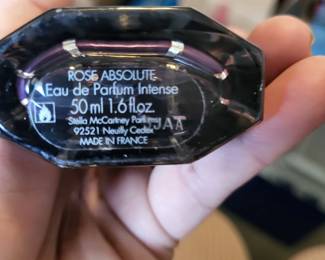 ROSE ABSOLUTE
Eau de Parfum Intense
50 ml 1.6 fl.oz.
Stella McCartney
92521 Neuilly Cedex
MADE IN FRANCE